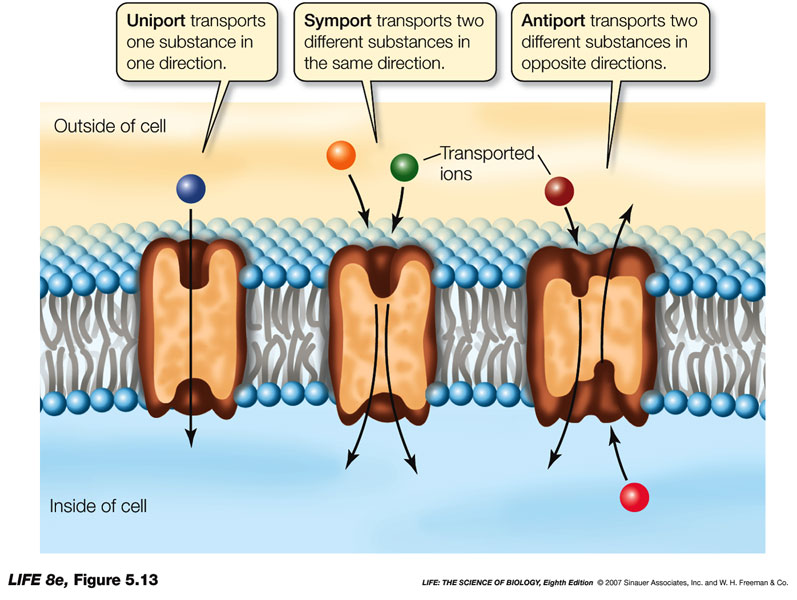 Uniport transports
one substance in
one direction.
Symport transports two
different substances in
the same direction.
Antiport transports two
different substances in
opposite directions.
Outside of cell
Transported
ions
Inside of cell
LIFE 8e, Figure 5.13
LIFE: THE SCIENCE OF BIOLOGY, Eighth Edition © 2007 Sinauer Associates, Inc. and W. H. Freeman & Co.